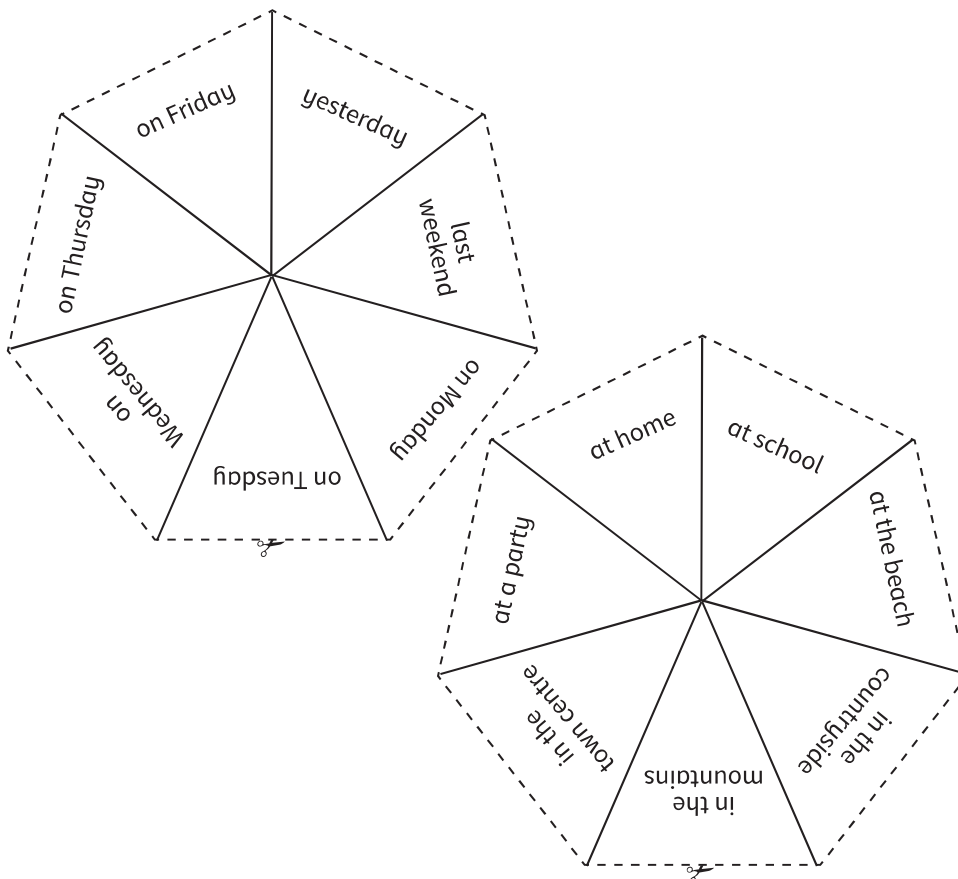 on Friday
yesterday
last
weekend
on Monday
on Tuesday
on
Wednesday
on Thursday
at home
at school
at the beach
in the
countryside
in the
mountains
in the
town centre
at a party